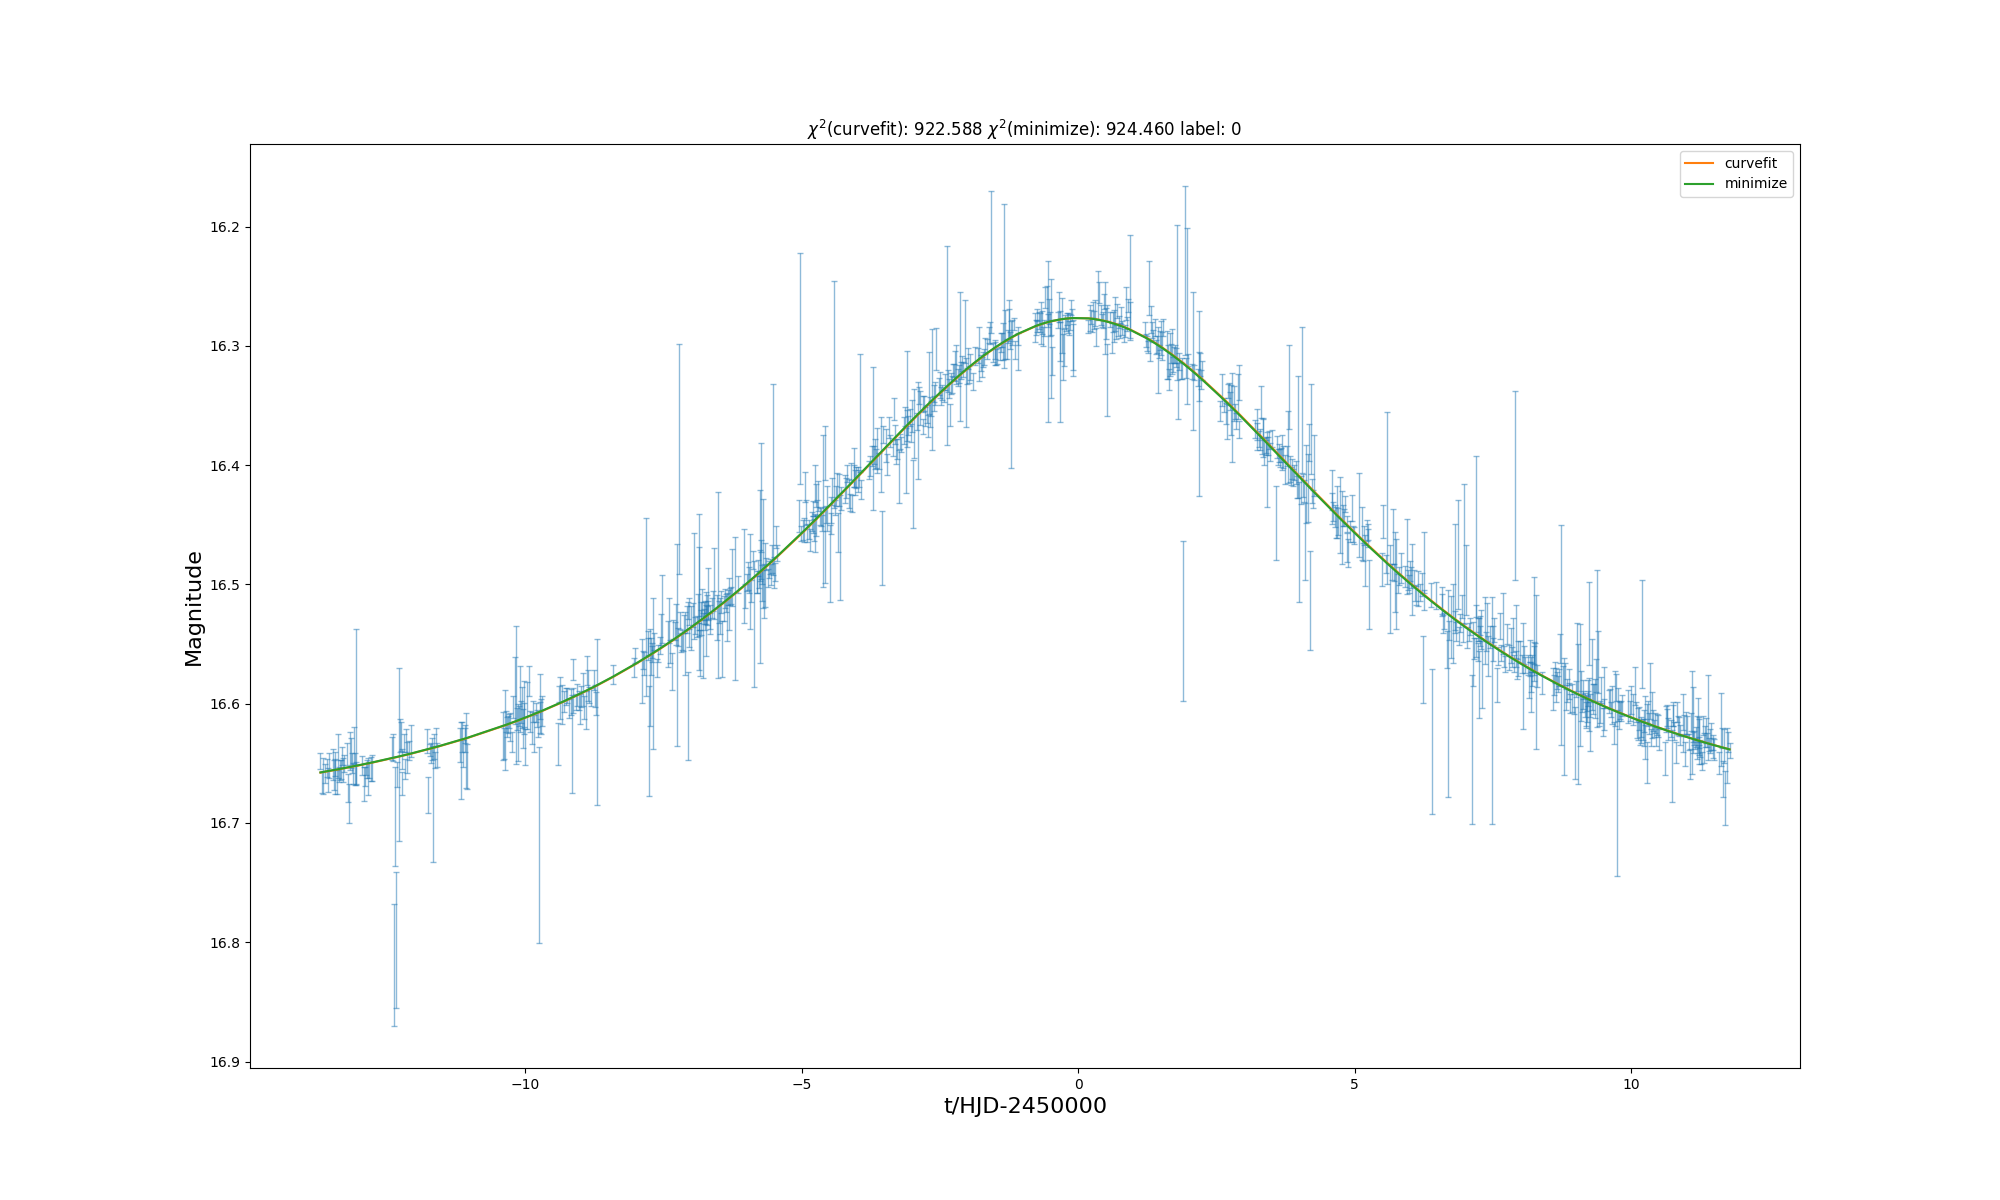 χ²(curvefit): 922.588 χ²(minimize): 924.460 label: 0
curvefit
minimize
16.2
16.3
16.4
16.5
16.6
16.7
16.8
16.9
Magnitude
−10
−5
0
5
10
t/HJD-2450000